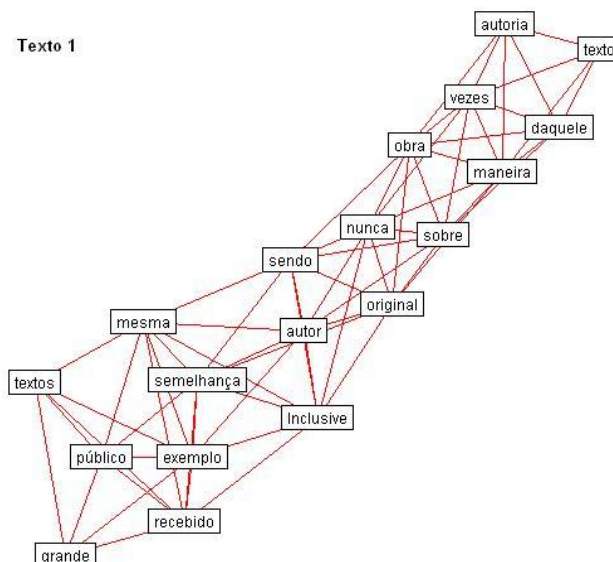 Texto 1
autoria
texto
vezes
daquele
obra
maneira
nunca
sobre
sendo
original
mesma
autor
semelhança
textos
Inclusive
público
exemplo
recebido
grande